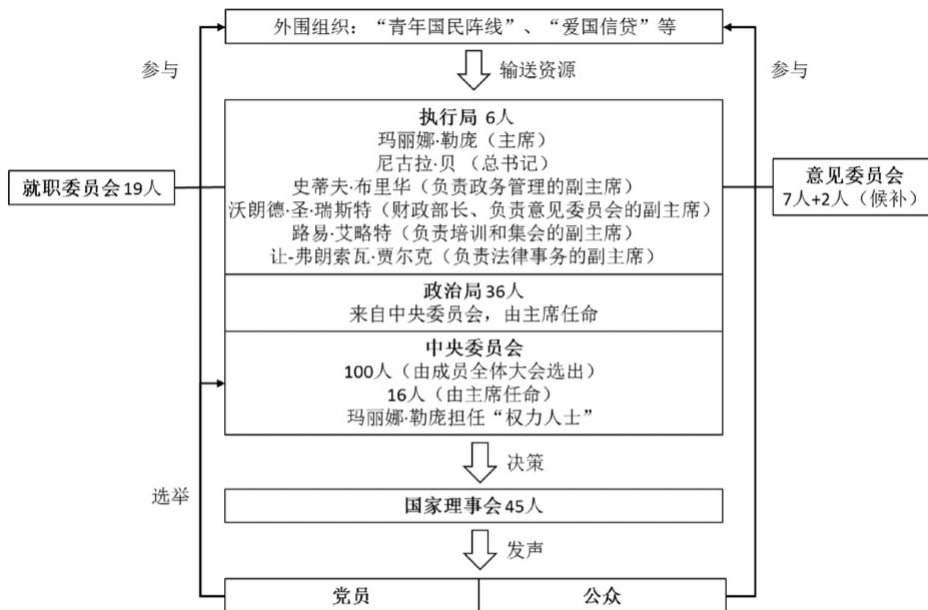 外围组织：“青年国民阵线”、“爱国信贷”等
参与
输送资源
参与
执行局 6人
玛丽娜·勒庞（主席）
尼古拉·贝 （总书记）
史蒂夫·布里华（负责政务管理的副主席）
沃朗德·圣·瑞斯特（财政部长、负责意见委员会的副主席）
路易·艾略特（负责培训和集会的副主席）
让-弗朗索瓦·贾尔克（负责法律事务的副主席）
就职委员会19人
意见委员会
7人+2人（候补）
政治局36人
来自中央委员会，由主席任命
中央委员会
100人（由成员全体大会选出）
16人（由主席任命）
玛丽娜·勒庞担任“权力人士”
决策
选举
国家理事会45人
发声
党员
公众